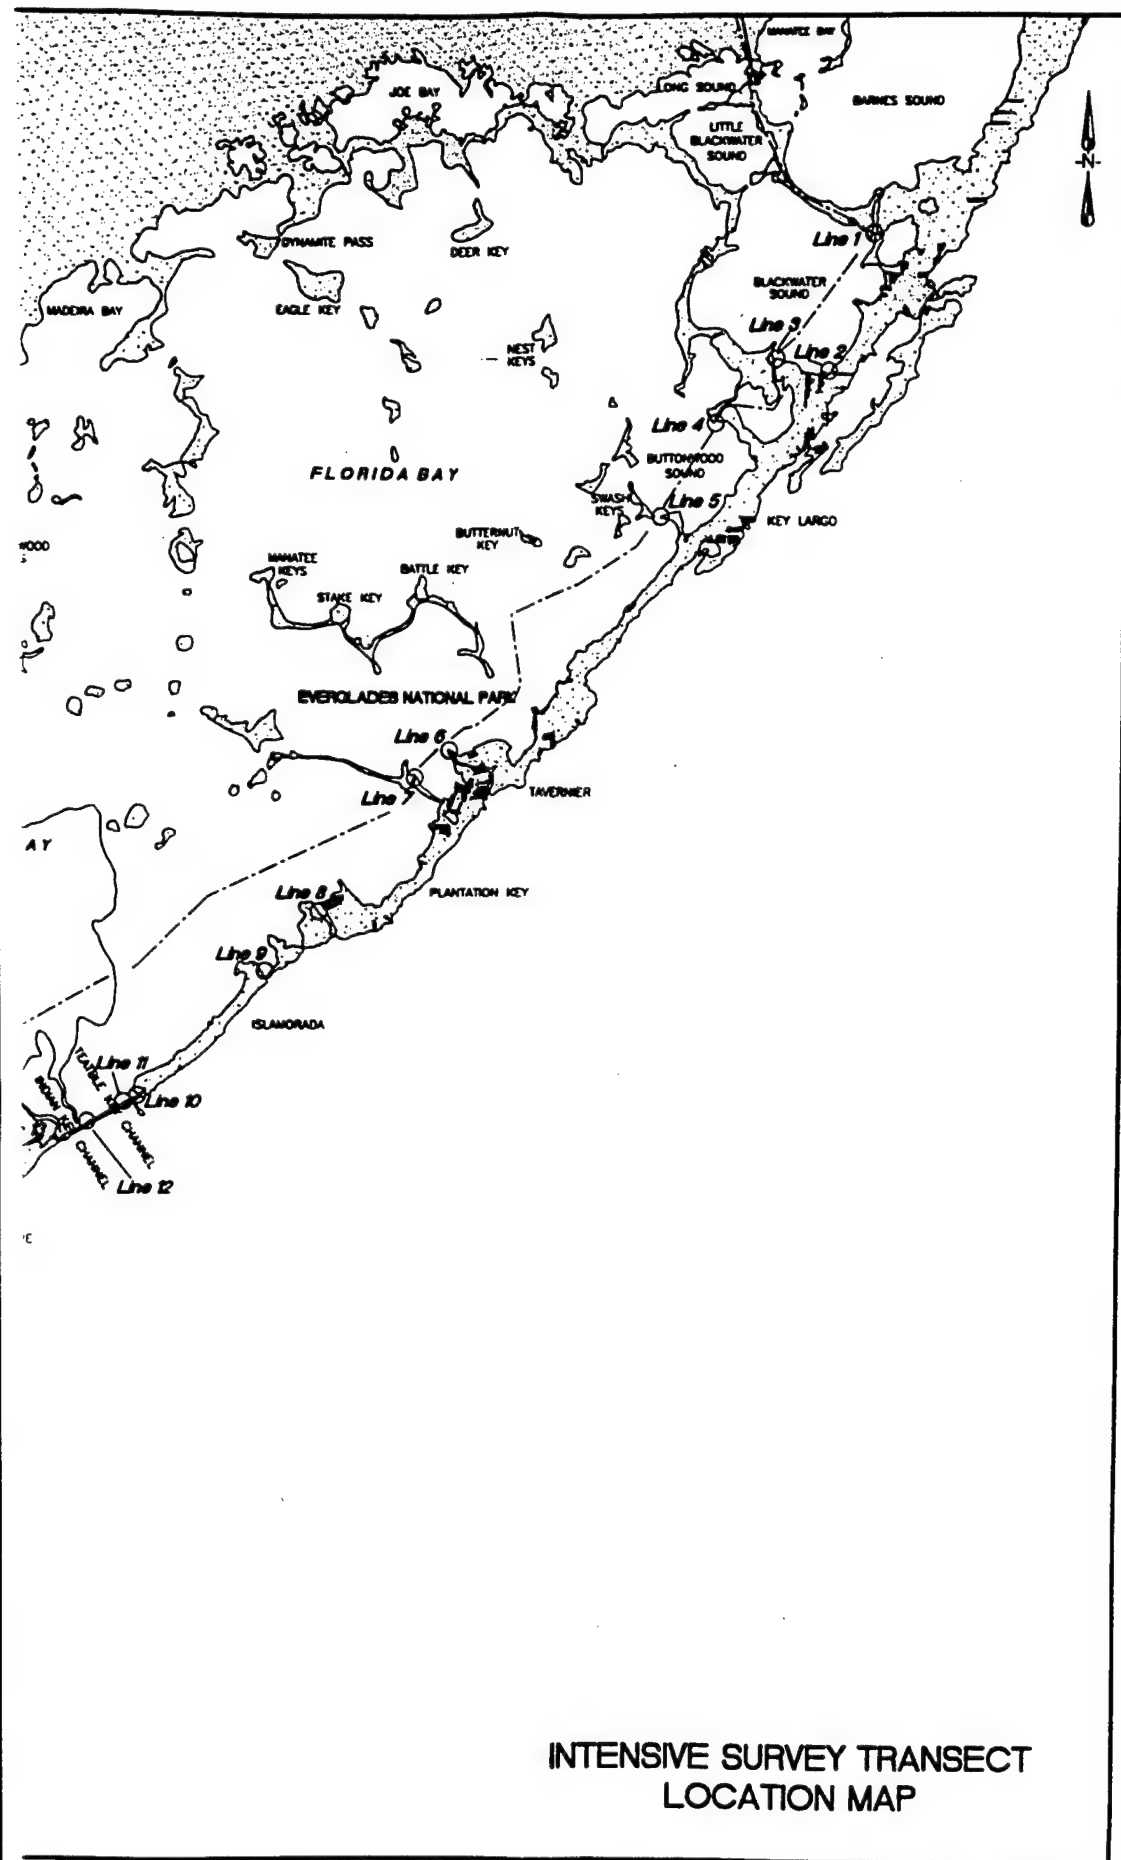 MANATEE BAY
JOE BAY
LONG SOUND
BARNES SOUND
LITTLE
BLACKWATER
SOUND
-N-
Line 1
DYNAMITE PASS
DEER KEY
BLACKWATER
SOUND
MADEIRA BAY
EAGLE KEY
Line 3
NEST
KEYS
Line 2
Line 4
BUTTONWOOD
SOUND
FLORIDA BAY
SWASH
KEYS
Line 5
KEY LARGO
BUTTERNUT
KEY
MANATEE
KEYS
BATTLE KEY
STAKE KEY
EVERGLADES NATIONAL PARK
Line 6
Line 7
TAVERNIER
AY
Line 8
PLANTATION KEY
Line 9
ISLAMORADA
Line 11
TEATBLE KEY CHANNEL
Line 10
INDIAN KEY CHANNEL
Line 12
INTENSIVE SURVEY TRANSECT
LOCATION MAP